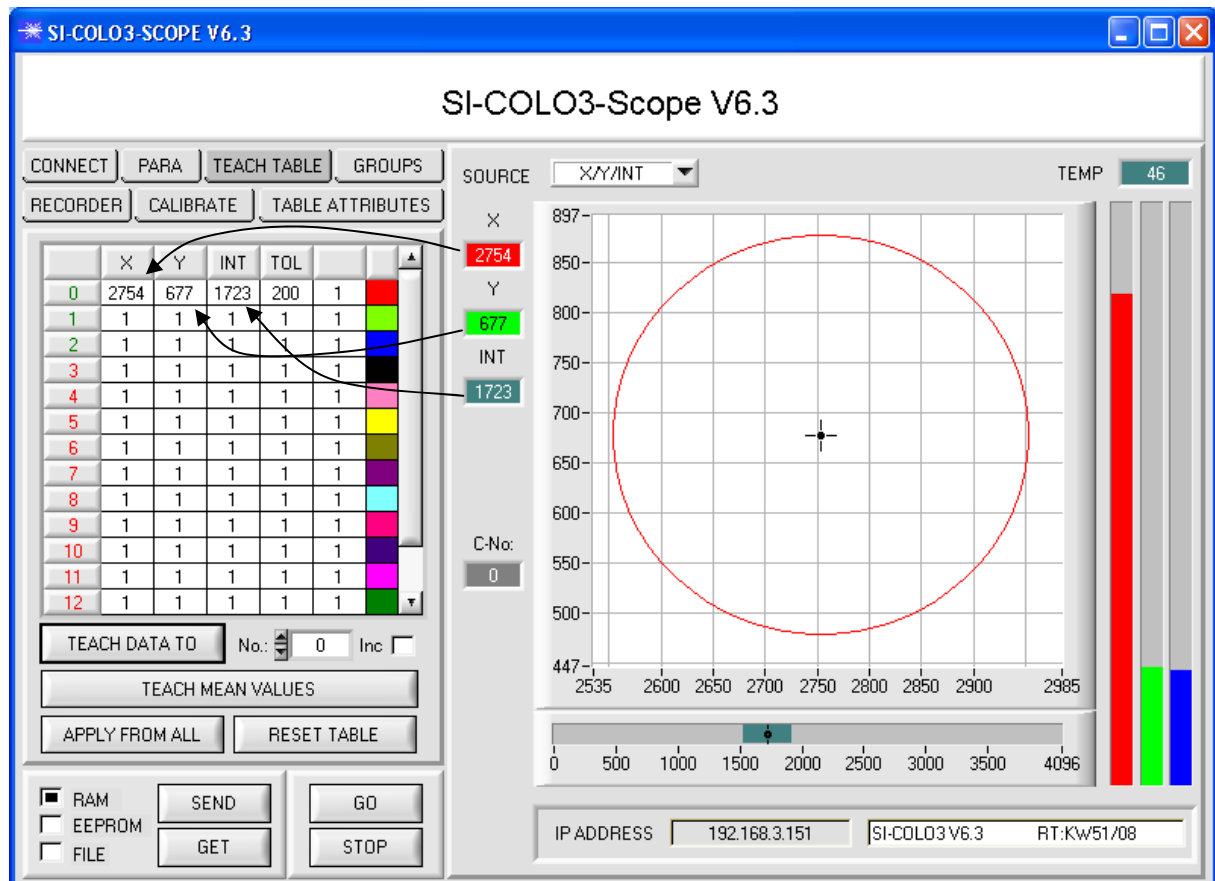 SI-COLO3-SCOPE V6.3
SI-COLO3-Scope V6.3
CONNECT PARA TEACH TABLE GROUPS
RECORDER CALIBRATE TABLE ATTRIBUTES
X Y INT TOL
0 2754 677 1723 200 1
1 1 1 1 1 1
2 1 1 1 1 1
3 1 1 1 1 1
4 1 1 1 1 1
5 1 1 1 1 1
6 1 1 1 1 1
7 1 1 1 1 1
8 1 1 1 1 1
9 1 1 1 1 1
10 1 1 1 1 1
11 1 1 1 1 1
12 1 1 1 1 1
TEACH DATA TO No.: 0 Inc
TEACH MEAN VALUES
APPLY FROM ALL RESET TABLE
RAM
EEPROM
FILE
SEND
GET
GO
STOP
SOURCE X/Y/INT
TEMP 46
X
2754
Y
677
INT
1723
C-No:
0
897
850
800
750
700
650
600
550
500
447
2535 2600 2650 2700 2750 2800 2850 2900 2985
0 500 1000 1500 2000 2500 3000 3500 4096
IP ADDRESS 192.168.3.151 SI-COLO3 V6.3 RT:KW51/08